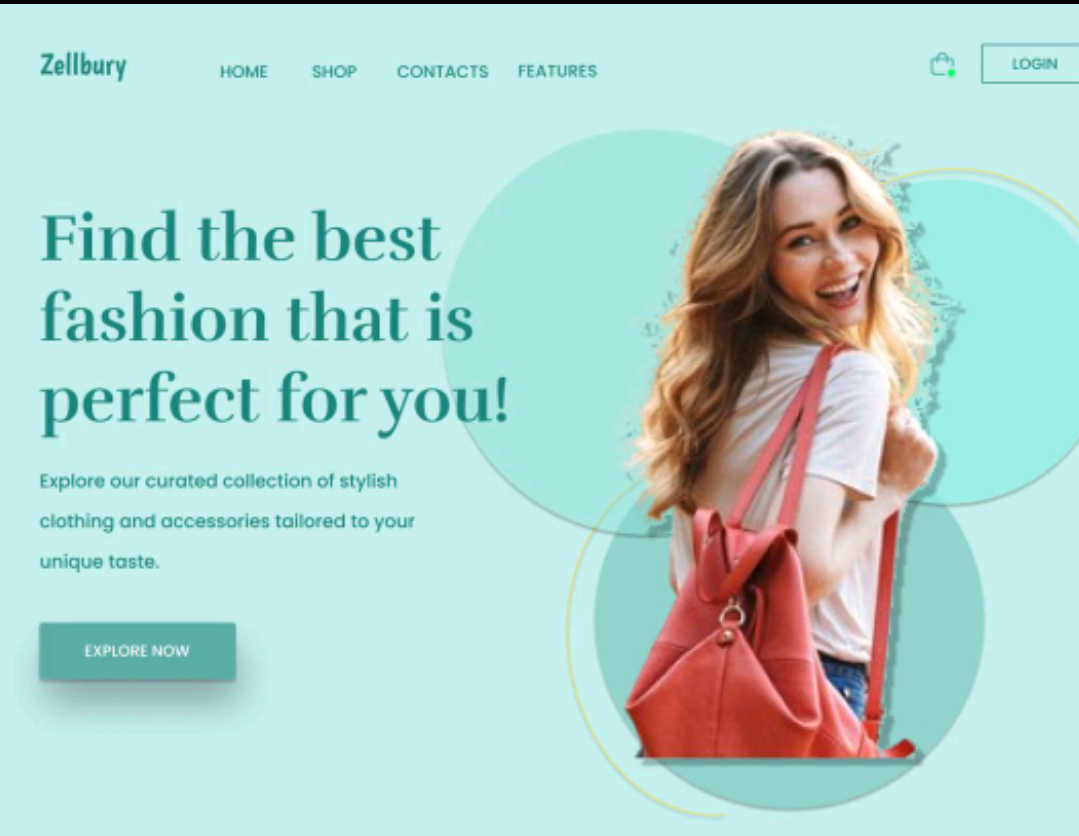 Zellbury
HOME SHOP CONTACTS FEATURES
LOGIN
Find the best
fashion that is
perfect for you!
Explore our curated collection of stylish
clothing and accessories tailored to your
unique taste.
EXPLORE NOW